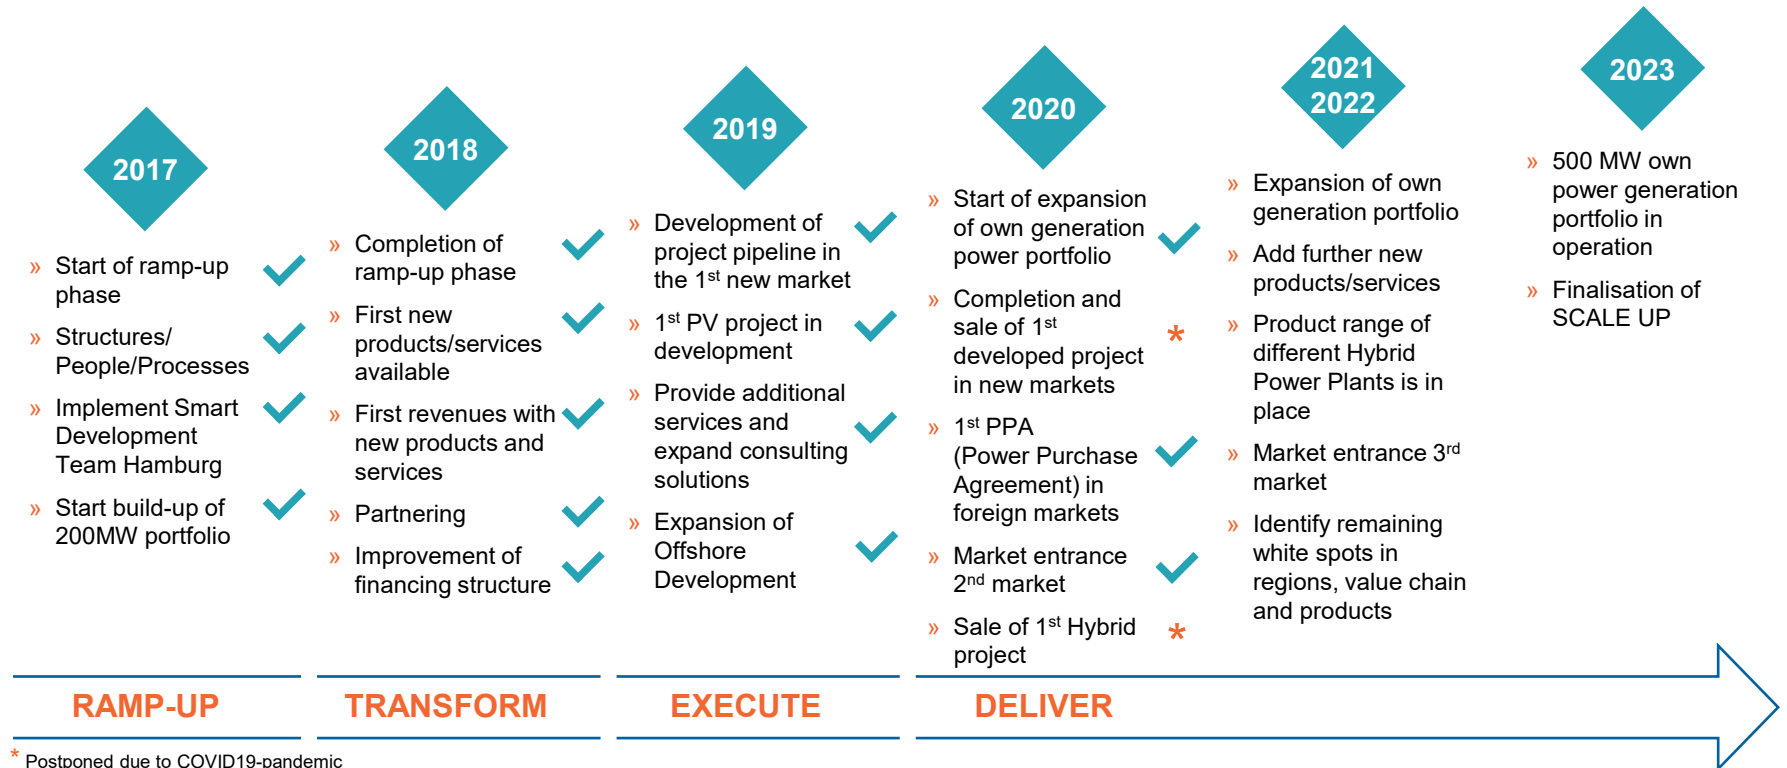 2017
» Start of ramp-up
phase
» Structures/
People/Processes
» Implement Smart
Development
Team Hamburg
» Start build-up of
200MW portfolio
2018
» Completion of
ramp-up phase
» First new
products/services
available
» First revenues with
new products and
services
» Partnering
» Improvement of
financing structure
2019
» Development of
project pipeline in
the 1st new market
» 1st PV project in
development
» Provide additional
services and
expand consulting
solutions
» Expansion of
Offshore
Development
2020
» Start of expansion
of own generation
power portfolio
» Completion and
sale of 1st
developed project
in new markets
*
» 1st PPA
(Power Purchase
Agreement) in
foreign markets
» Market entrance
2nd market
» Sale of 1st Hybrid
project
*
2021
2022
» Expansion of own
generation portfolio
» Add further new
products/services
» Product range of
different Hybrid
Power Plants is in
place
» Market entrance 3rd
market
» Identify remaining
white spots in
regions, value chain
and products
2023
» 500 MW own
power generation
portfolio in
operation
» Finalisation of
SCALE UP
RAMP-UP
TRANSFORM
EXECUTE
DELIVER
* Postponed due to COVID19-pandemic